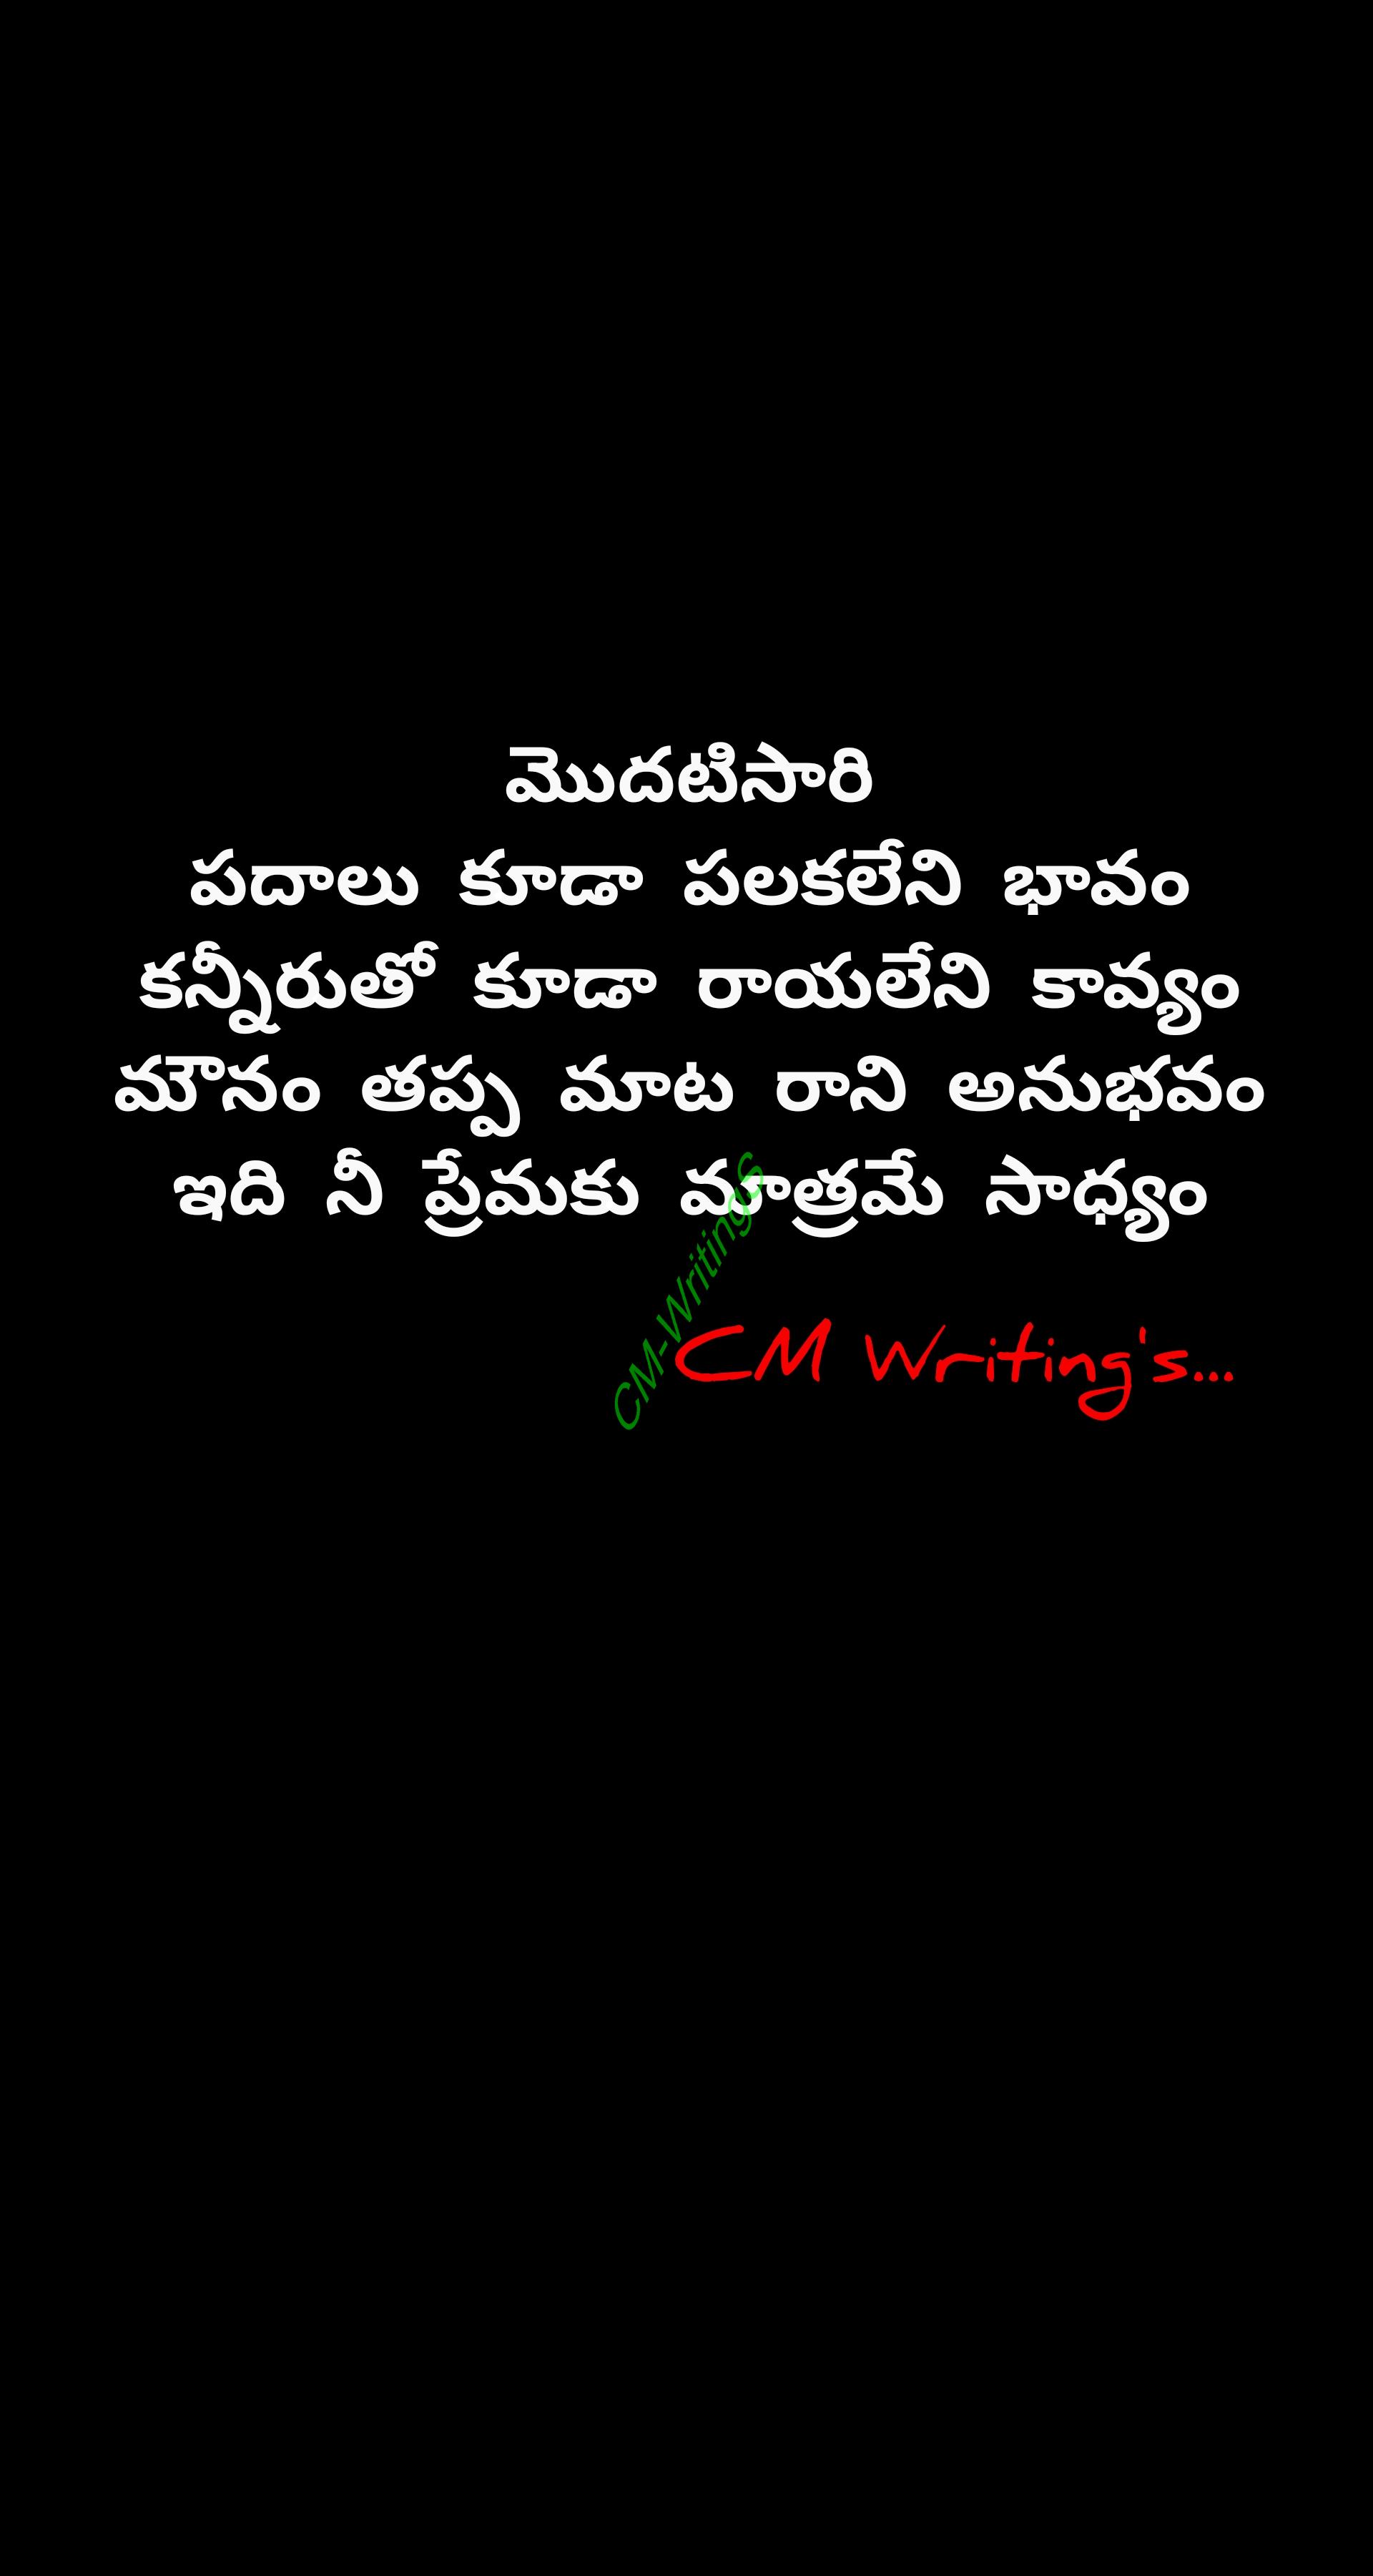 మొదటిసారి
పదాలు కూడా పలకలేని భావం
కన్నీరుతో కూడా రాయలేని కావ్యం
మౌనం తప్ప మాట రాని అనుభవం
ఇది నీ ప్రేమకు మాత్రమే సాధ్యం
CM-Writings
CM Writing's...